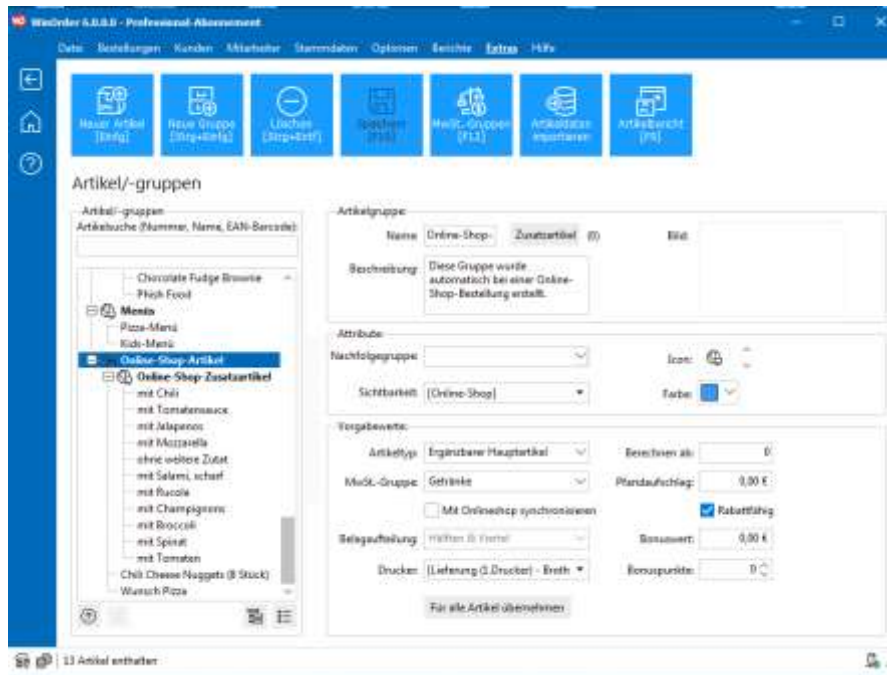 WinOrder 6.0.0.0 - Professional-Abonnement
Datei Bestellungen Kunden Mitarbeiter Stammdaten Optionen Berichte Extras Hilfe
Neuer Artikel [Einfg]
Neue Gruppe [Strg+Einfg]
Löschen [Strg+Entf]
Speichern
MwSt.-Gruppen
Artikeldaten importieren
Artikelbericht
Artikel/-gruppen
Artikel/-gruppen
Artikelsuche (Nummer, Name, EAN-Barcode):
Chocolate Fudge Brownie
Phish Food
Menüs
Pizza-Menü
Kids-Menü
Online-Shop-Artikel
Online-Shop-Zusatzartikel
mit Chili
mit Tomatensauce
mit Jalapenos
mit Mozzarella
ohne weitere Zutat
mit Salami, scharf
mit Rucola
mit Champignons
mit Broccoli
mit Spinat
mit Tomaten
Chili Cheese Nuggets (8 Stück)
Wunsch Pizza
Artikelgruppe:
Name: Online-Shop- Zusatzartikel (0) Bild:
Beschreibung: Diese Gruppe wurde
automatisch bei einer Online-
Shop-Bestellung erstellt.
Attribute:
Nachfolgegruppe: Icon:
Sichtbarkeit: [Online-Shop] Farbe:
Vorgabewerte:
Artikeltyp: Ergänzbarer Hauptartikel Berechnen ab: 0
MwSt.-Gruppe: Getränke Pfandaufschlag: 0,00 €
Mit Onlineshop synchronisieren Rabattfähig
Belegaufteilung: Hälften & Viertel Bonuswert: 0,00 €
Drucker: [Lieferung (1.Drucker) - Broth Bonuspunkte: 0
Für alle Artikel übernehmen
13 Artikel enthalten